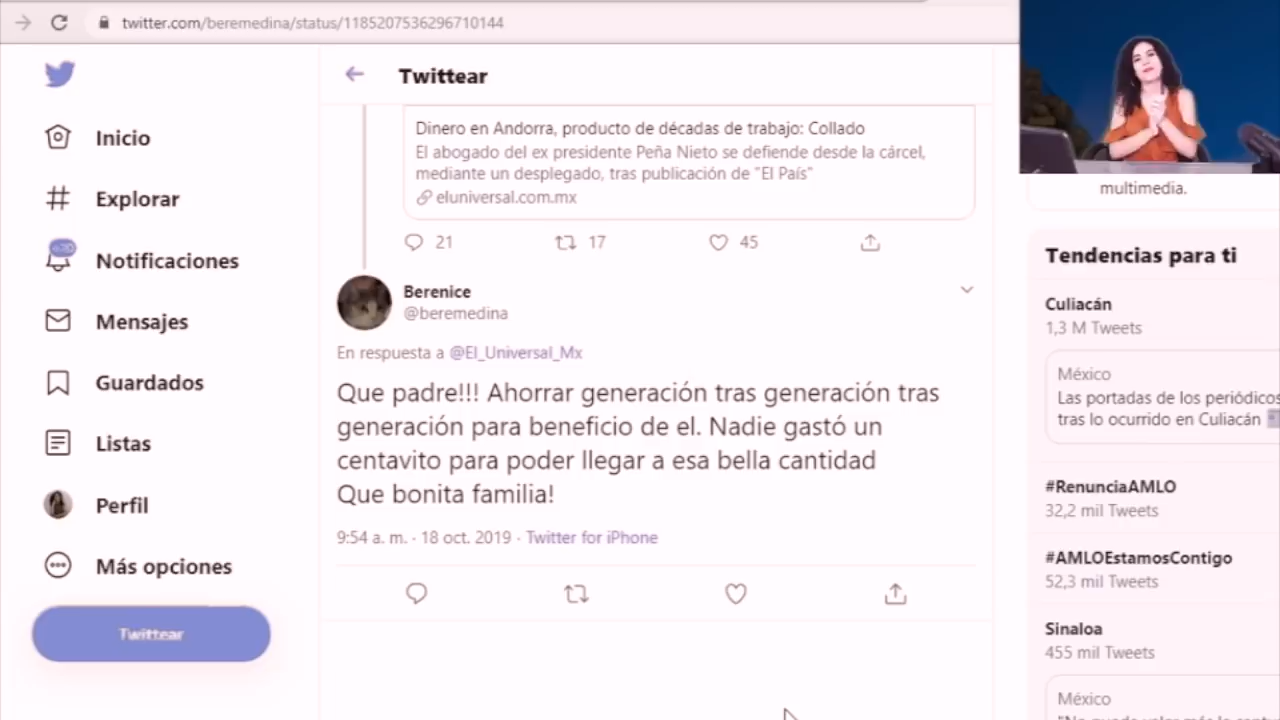 twitter.com/beremedina/status/1185207536296710144
Twittear
Inicio
Explorar
Notificaciones
Mensajes
Guardados
Listas
Perfil
Más opciones
Twittear
Dinero en Andorra, producto de décadas de trabajo: Collado
El abogado del ex presidente Peña Nieto se defiende desde la cárcel,
mediante un desplegado, tras publicación de "El País"
eluniversal.com.mx
21 17 45
Berenice
@beremedina
En respuesta a @El_Universal_Mx
Que padre!!! Ahorrar generación tras generación tras
generación para beneficio de el. Nadie gastó un
centavito para poder llegar a esa bella cantidad
Que bonita familia!
9:54 a. m. · 18 oct. 2019 · Twitter for iPhone
multimedia.
Tendencias para ti
Culiacán
1,3 M Tweets
México
Las portadas de los periódicos
tras lo ocurrido en Culiacán
#RenunciaAMLO
32,2 mil Tweets
#AMLOEstamosContigo
52,3 mil Tweets
Sinaloa
455 mil Tweets
México